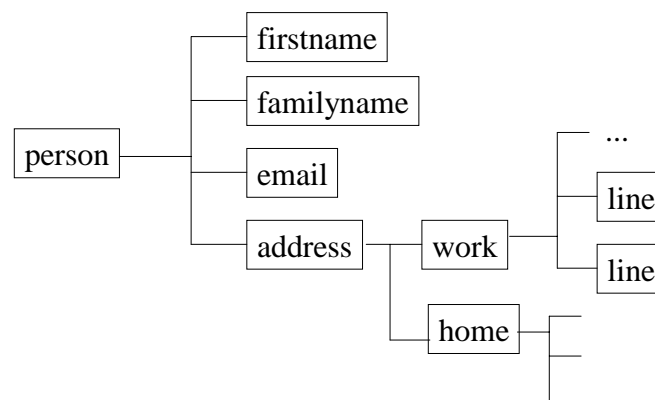 firstname
familyname
person
...
email
line
address
work
line
home